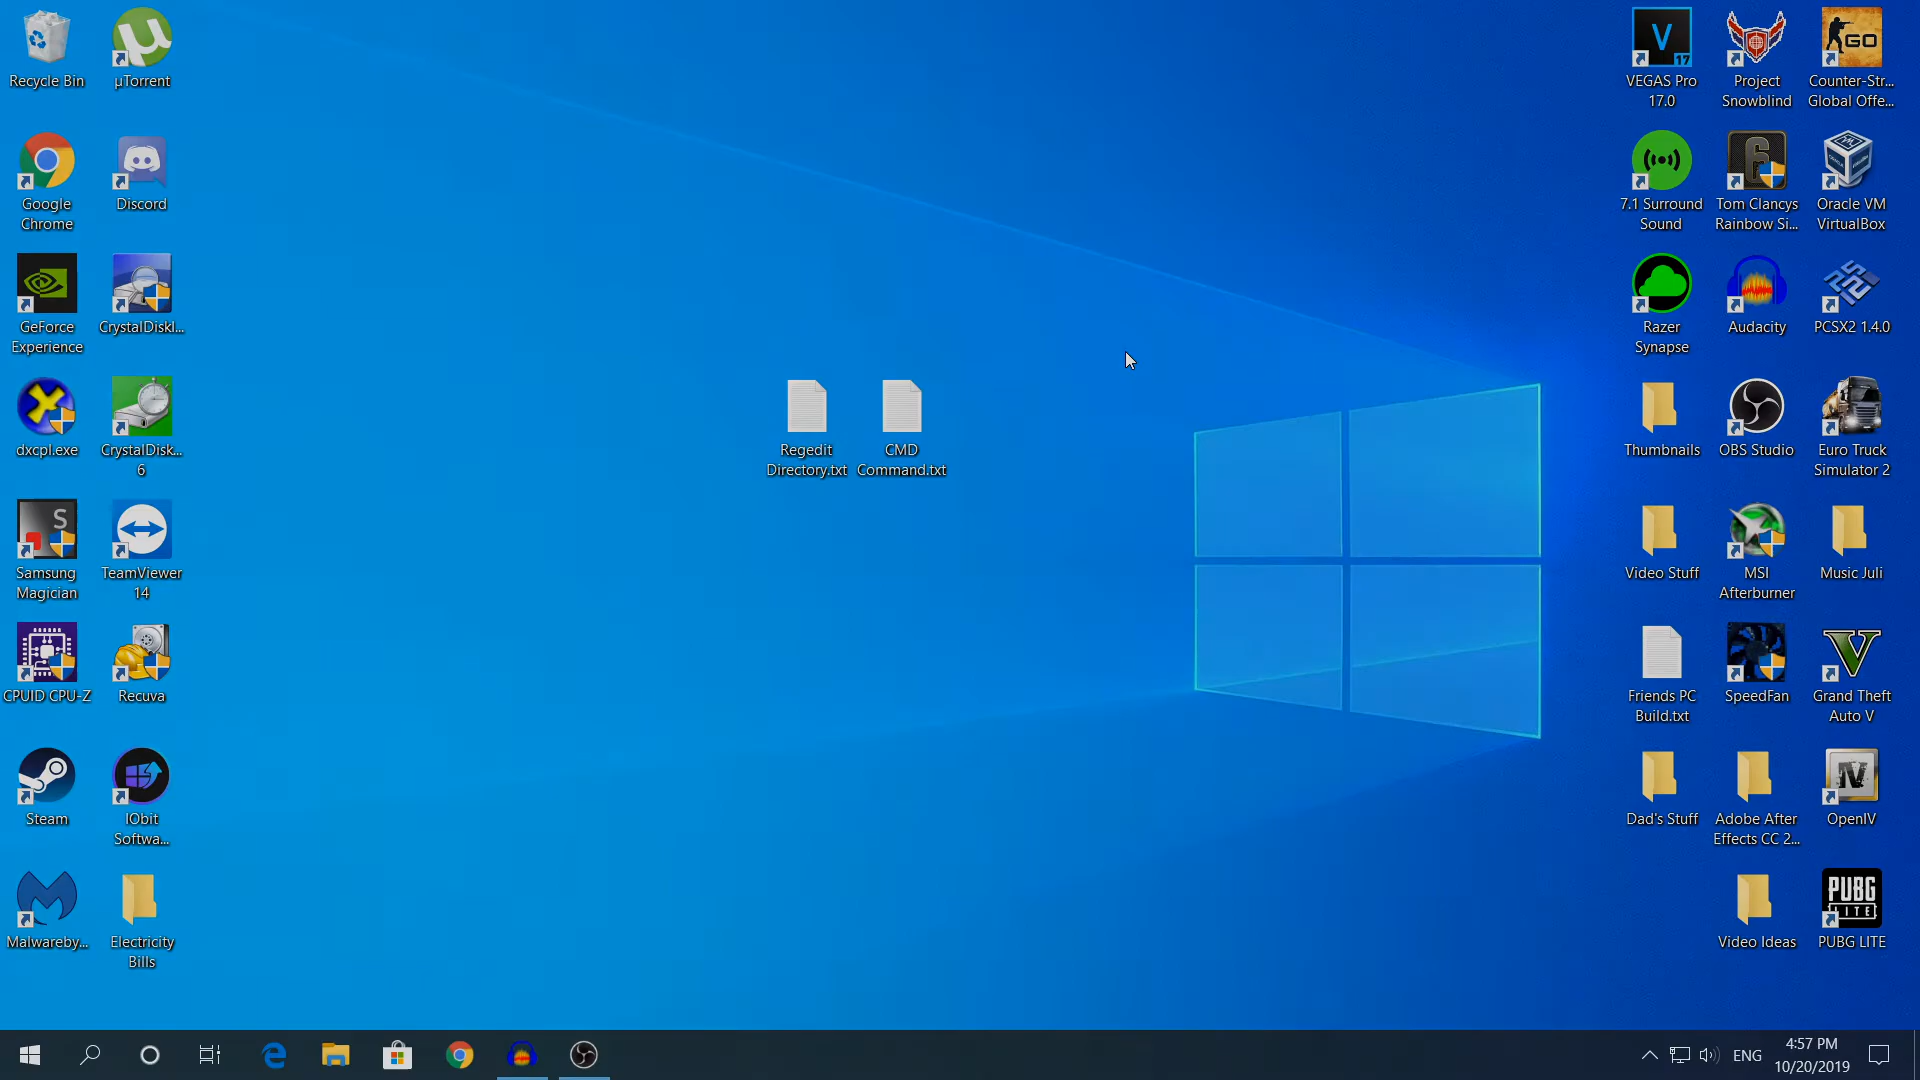 Recycle Bin
µTorrent
Google
Chrome
Discord
GeForce
Experience
CrystalDiskI...
dxcpl.exe
CrystalDisk...
6
Samsung
Magician
TeamViewer
14
CPUID CPU-Z
Recuva
Steam
IObit
Softwa...
Malwareby...
Electricity
Bills
Regedit
Directory.txt
CMD
Command.txt
VEGAS Pro
17.0
Project
Snowblind
Counter-Str...
Global Offe...
7.1 Surround
Sound
Tom Clancys
Rainbow Si...
Oracle VM
VirtualBox
Razer
Synapse
Audacity
PCSX2 1.4.0
Thumbnails
OBS Studio
Euro Truck
Simulator 2
Video Stuff
MSI
Afterburner
Music Juli
Friends PC
Build.txt
SpeedFan
Grand Theft
Auto V
Dad's Stuff
Adobe After
Effects CC 2...
OpenIV
Video Ideas
PUBG LITE
V
17
GO
6
S
V
IV
PUBG
LITE
ENG
4:57 PM
10/20/2019